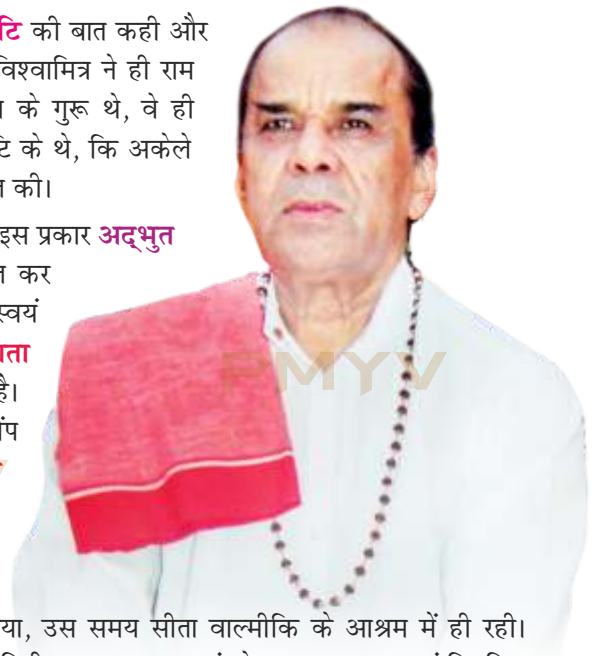 टि की बात कही और
विश्वामित्र ने ही राम
के गुरू थे, वे ही
टि के थे, कि अकेले
की।
इस प्रकार अद्भुत
कर
स्वयं
है।
PMYV
या, उस समय सीता वाल्मीकि के आश्रम में ही रही।